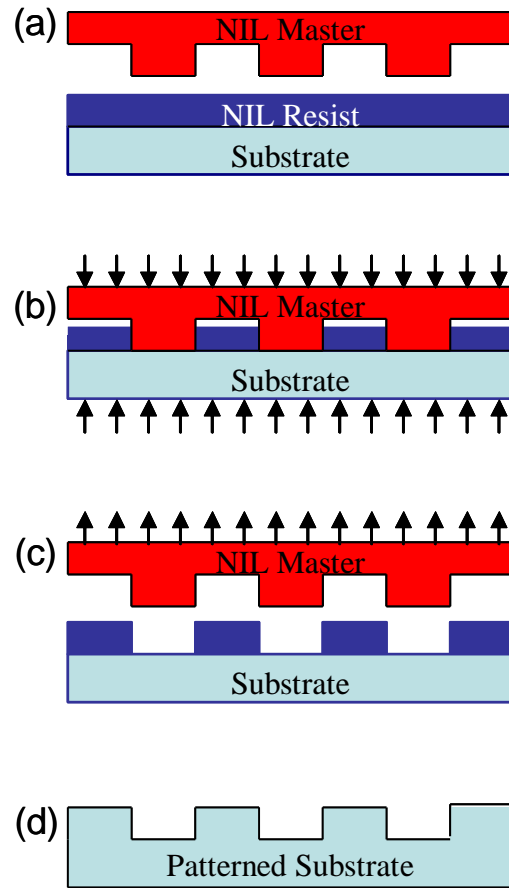 (a)
NIL Master
NIL Resist
Substrate
(b)
NIL Master
Substrate
(c)
NIL Master
Substrate
(d)
Patterned Substrate